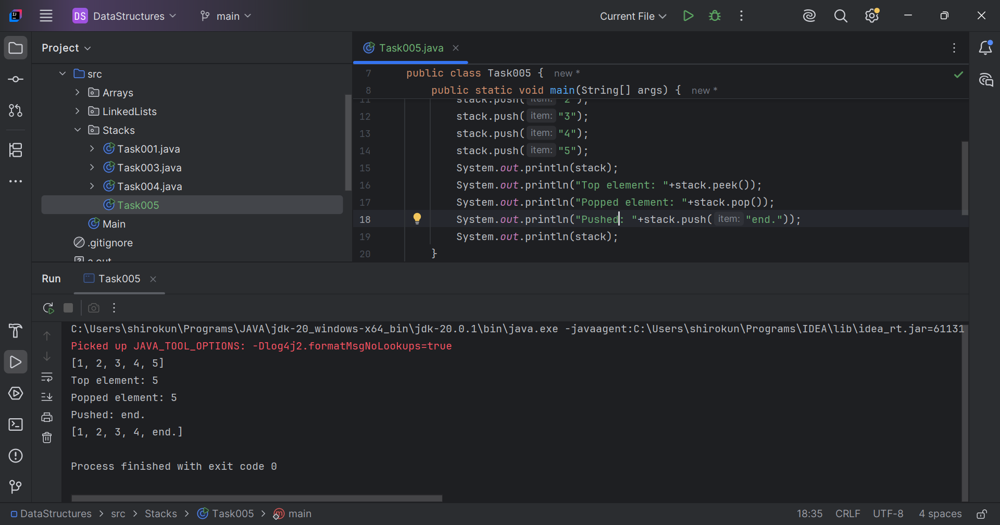 DS DataStructures main Current File
Project
Task005.java
src
Arrays
LinkedLists
Stacks
Task001.java
Task003.java
Task004.java
Task005
Main
.gitignore
a.out
7 public class Task005 { new *
8 public static void main(String[] args) { new *
11 stack.push( item: "2");
12 stack.push( item: "3");
13 stack.push( item: "4");
14 stack.push( item: "5");
15 System.out.println(stack);
16 System.out.println("Top element: "+stack.peek());
17 System.out.println("Popped element: "+stack.pop());
18 System.out.println("Pushed: "+stack.push( item: "end."));
19 System.out.println(stack);
20 }
Run Task005
C:\Users\shirokun\Programs\JAVA\jdk-20_windows-x64_bin\jdk-20.0.1\bin\java.exe -javaagent:C:\Users\shirokun\Programs\IDEA\lib\idea_rt.jar=61131
Picked up JAVA_TOOL_OPTIONS: -Dlog4j2.formatMsgNoLookups=true
[1, 2, 3, 4, 5]
Top element: 5
Popped element: 5
Pushed: end.
[1, 2, 3, 4, end.]
Process finished with exit code 0
DataStructures > src > Stacks > Task005 > main 18:35 CRLF UTF-8 4 spaces